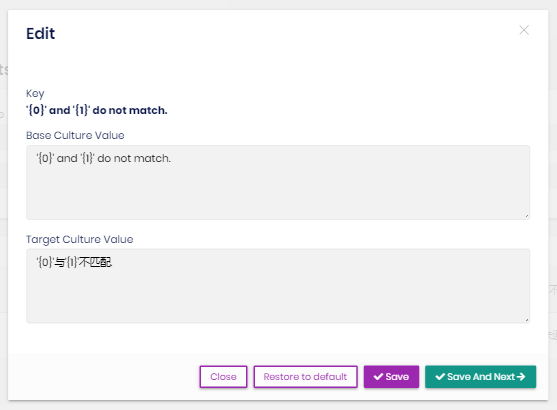 Edit
Key
'{0}' and '{1}' do not match.
Base Culture Value
'{0}' and '{1}' do not match.
Target Culture Value
'{0}'与'{1}'不匹配.
Close
Restore to default
Save
Save And Next